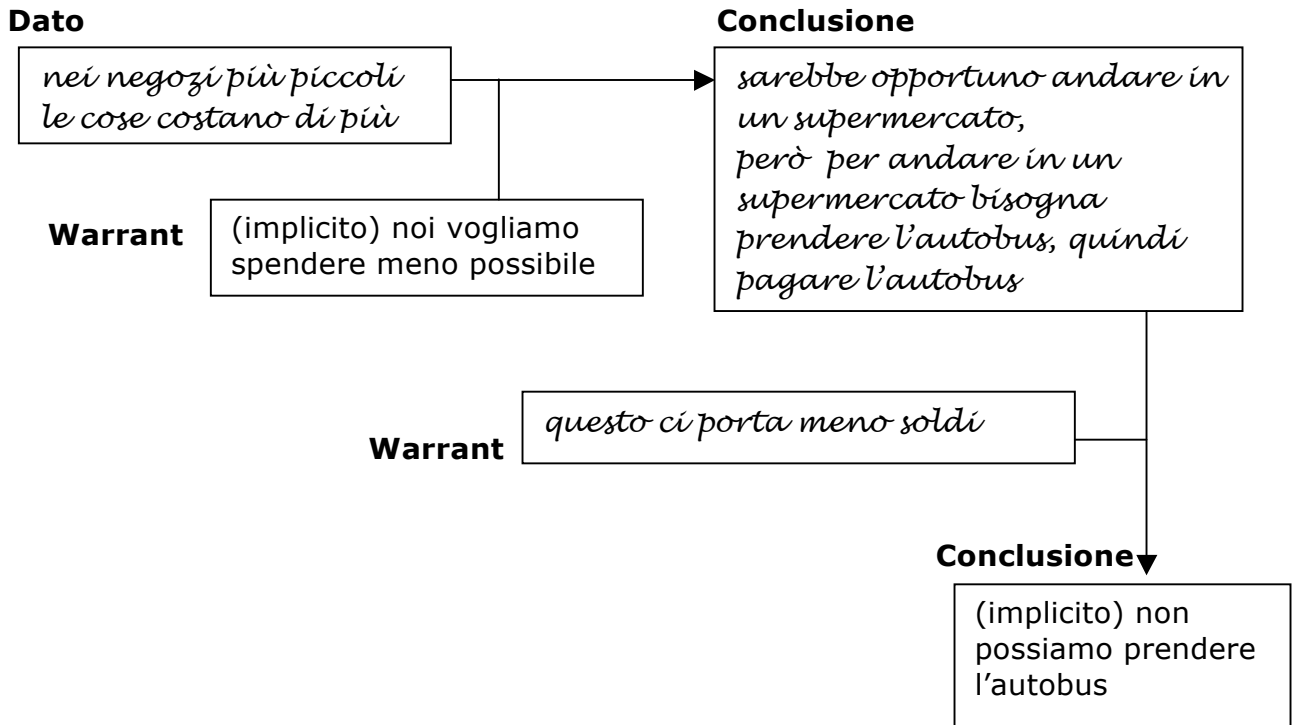 Dato
nei negozi più piccoli
le cose costano di più
Conclusione
sarebbe opportuno andare in
un supermercato,
però per andare in un
supermercato bisogna
prendere l'autobus, quindi
pagare l'autobus
Warrant
(implicito) noi vogliamo
spendere meno possibile
Warrant
questo ci porta meno soldi
Conclusione
(implicito) non
possiamo prendere
l'autobus